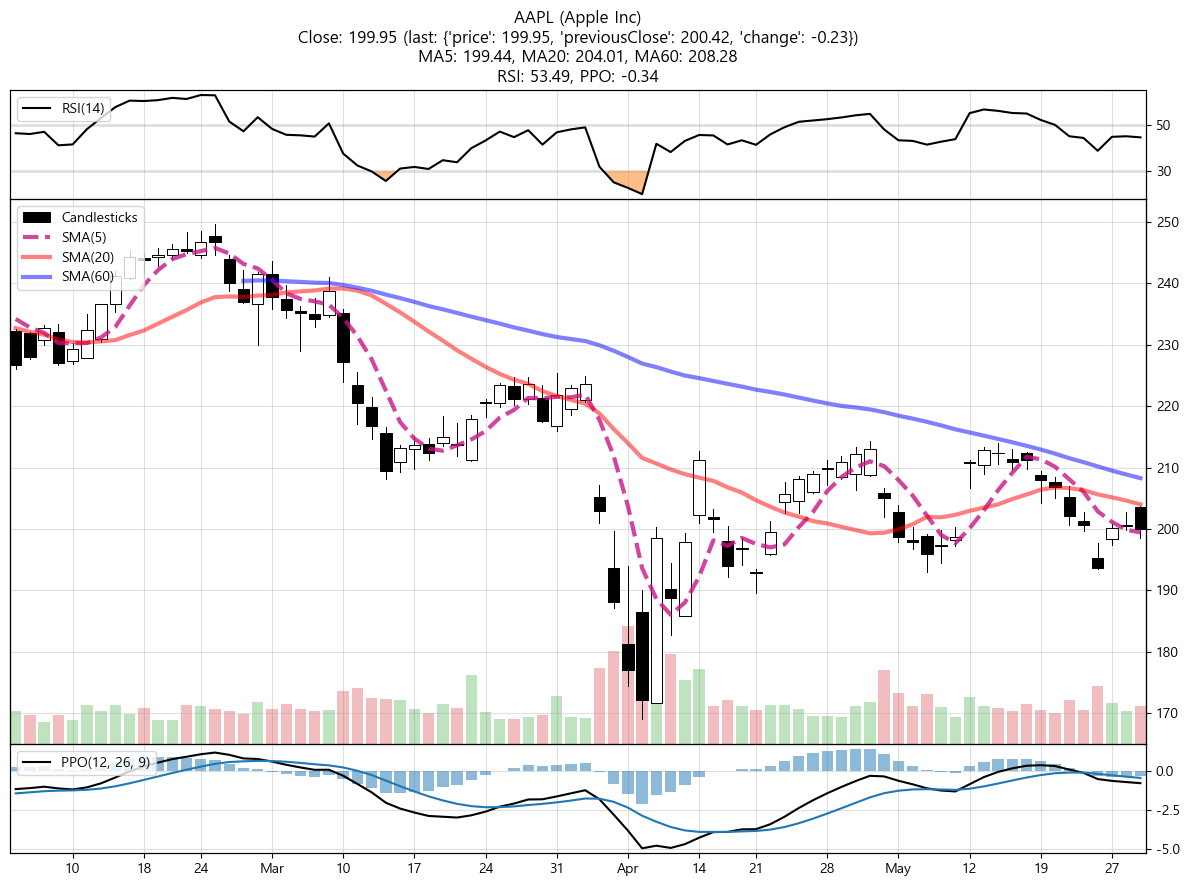 AAPL (Apple Inc)
Close: 199.95 (last: {'price': 199.95, 'previousClose': 200.42, 'change': -0.23})
MA5: 199.44, MA20: 204.01, MA60: 208.28
RSI: 53.49, PPO: -0.34
RSI(14)
50
30
Candlesticks
SMA(5)
SMA(20)
SMA(60)
250
240
230
220
210
200
190
180
170
PPO(12, 26, 9)
0.0
-2.5
-5.0
10 18 24 Mar 10 17 24 31 Apr 14 21 28 May 12 19 27